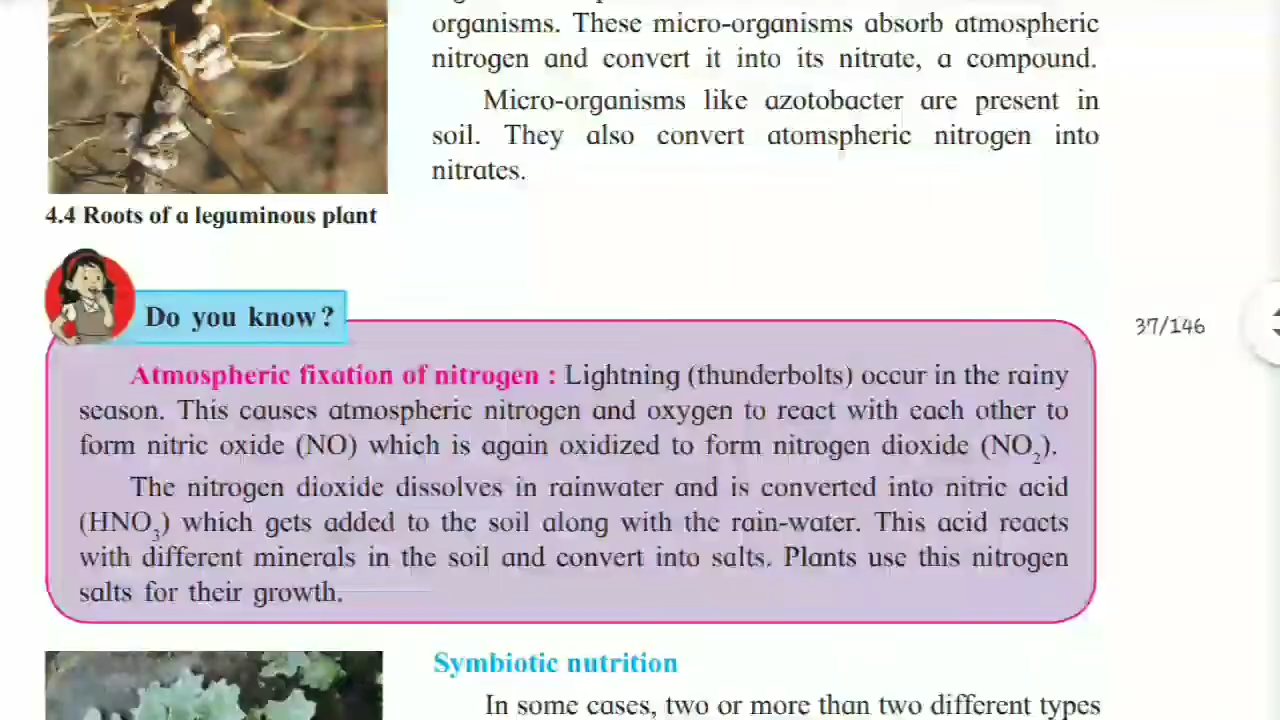 organisms. These micro-organisms absorb atmospheric
nitrogen and convert it into its nitrate, a compound.
Micro-organisms like azotobacter are present in
soil. They also convert atomspheric nitrogen into
nitrates.
4.4 Roots of a leguminous plant
Do you know?
37/146
Atmospheric fixation of nitrogen : Lightning (thunderbolts) occur in the rainy
season. This causes atmospheric nitrogen and oxygen to react with each other to
form nitric oxide (NO) which is again oxidized to form nitrogen dioxide (NO₂).
The nitrogen dioxide dissolves in rainwater and is converted into nitric acid
(HNO₃) which gets added to the soil along with the rain-water. This acid reacts
with different minerals in the soil and convert into salts. Plants use this nitrogen
salts for their growth.
Symbiotic nutrition
In some cases, two or more than two different types